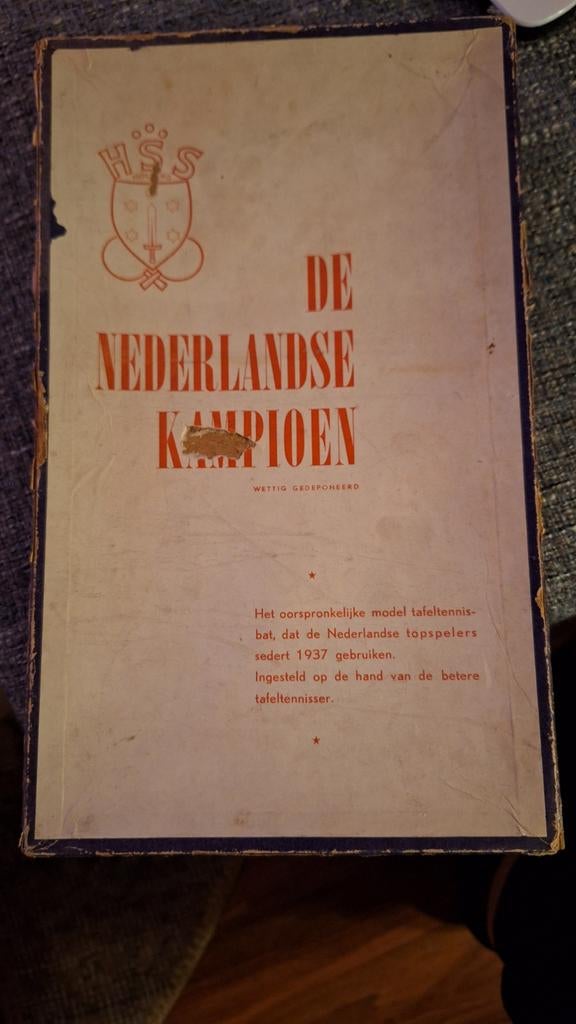 HSS
DE
NEDERLANDSE
KAMPIOEN
WETTIG GEDEPONEERD
Het oorspronkelijke model tafeltennis-
bat, dat de Nederlandse topspelers
sedert 1937 gebruiken.
Ingesteld op de hand van de betere
tafeltennisser.